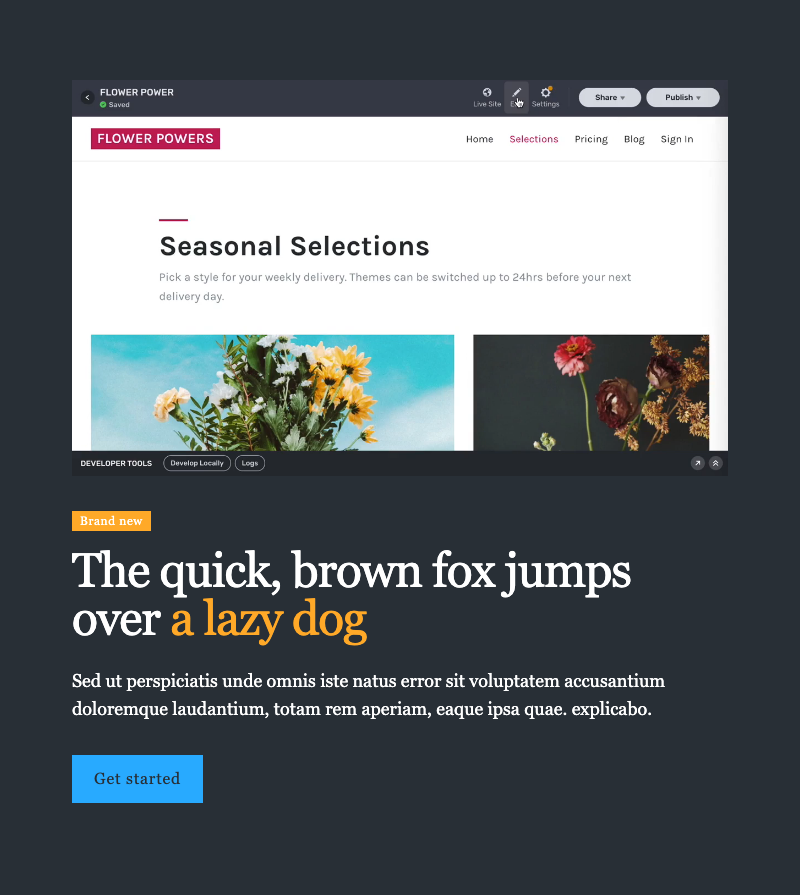 FLOWER POWER
Saved
Live Site
Settings
Share
Publish
FLOWER POWERS
Home Selections Pricing Blog Sign In
Seasonal Selections
Pick a style for your weekly delivery. Themes can be switched up to 24hrs before your next
delivery day.
DEVELOPER TOOLS Develop Locally Logs
Brand new
The quick, brown fox jumps
over a lazy dog
Sed ut perspiciatis unde omnis iste natus error sit voluptatem accusantium
doloremque laudantium, totam rem aperiam, eaque ipsa quae. explicabo.
Get started